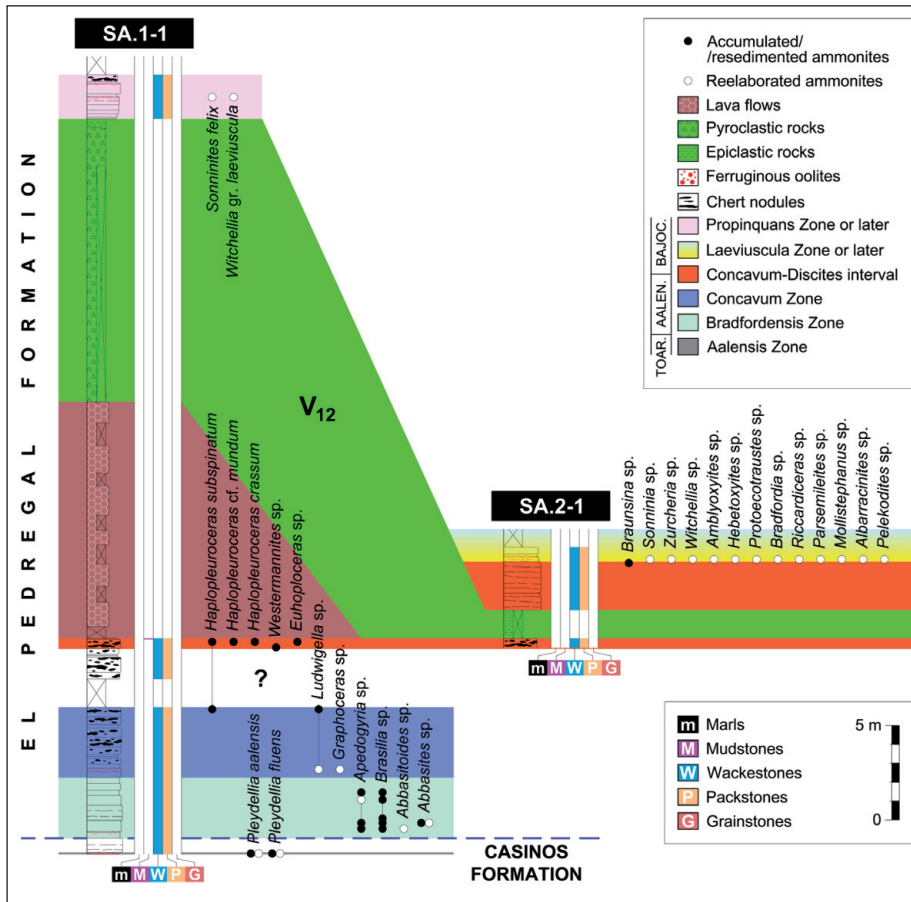 SA.1-1
Accumulated/
/resedimented ammonites
Reelaborated ammonites
Lava flows
Pyroclastic rocks
Epiclastic rocks
Ferruginous oolites
Chert nodules
Propinquans Zone or later
Laeviuscula Zone or later
Concavum-Discites interval
Concavum Zone
Bradfordensis Zone
Aalensis Zone
BAJOC.
AALEN.
TOAR.
EL PEDREGAL FORMATION
Sonninites felix
Witchellia gr. laeviuscula
V12
Haplopleuroceras subspinatum
Haplopleuroceras cf. mundum
Haplopleuroceras crassum
Westermannites sp.
Euhoploceras sp.
Ludwigella sp.
Graphoceras sp.
Apedogyria sp.
Brasilia sp.
Abbasitoides sp.
Abbasites sp.
?
Pleydellia aalensis
Pleydellia fluens
SA.2-1
Braunsina sp.
Sonninia sp.
Zurcheria sp.
Witchellia sp.
Amblyoxyites sp.
Hebetoxyites sp.
Protoecotraustes sp.
Bradfordia sp.
Riccardiceras sp.
Parsemileites sp.
Mollistephanus sp.
Albarracinites sp.
Pelekodites sp.
m M W P G
m Marls
M Mudstones
W Wackestones
P Packstones
G Grainstones
5 m
0
CASINOS
FORMATION
m M W P G